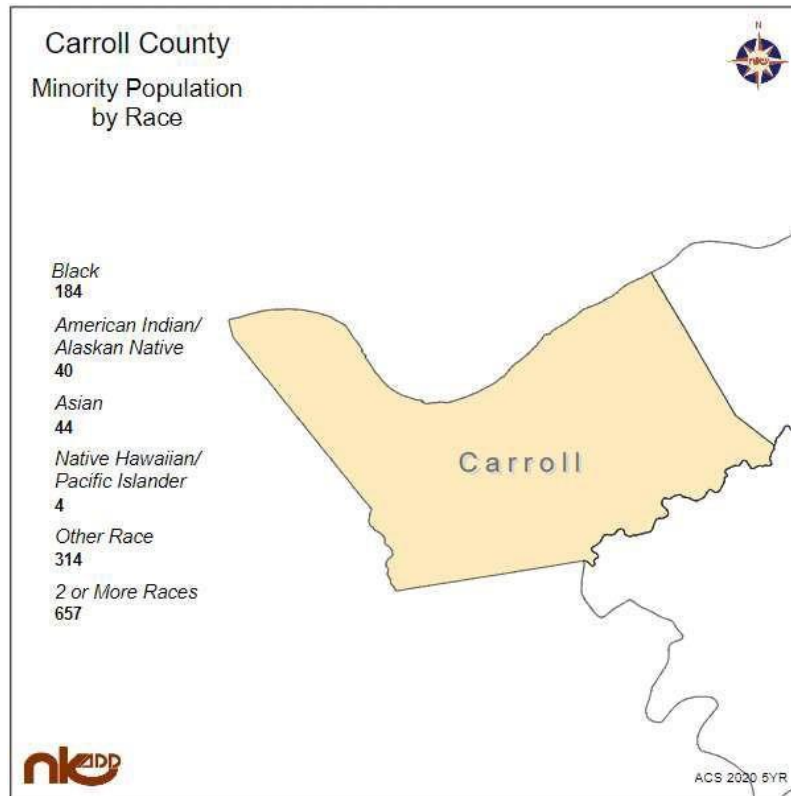 Carroll County
Minority Population
by Race
N
nkadd
Black
184
American Indian/
Alaskan Native
40
Asian
44
Native Hawaiian/
Pacific Islander
4
Other Race
314
2 or More Races
657
Carroll
nkADD
ACS 2020 5YR